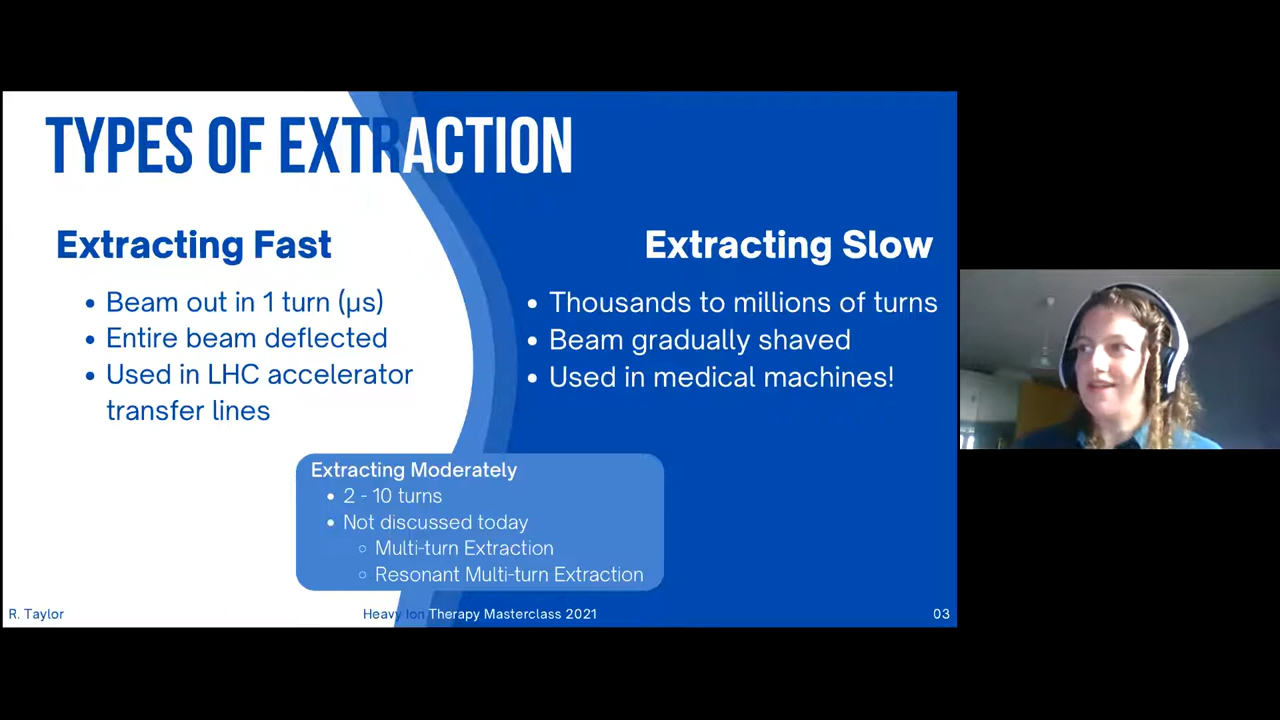 TYPES OF EXTRACTION
Extracting Fast
• Beam out in 1 turn (µs)
• Entire beam deflected
• Used in LHC accelerator
transfer lines
Extracting Slow
• Thousands to millions of turns
• Beam gradually shaved
• Used in medical machines!
Extracting Moderately
• 2 - 10 turns
• Not discussed today
○ Multi-turn Extraction
○ Resonant Multi-turn Extraction
R. Taylor
Heavy Ion Therapy Masterclass 2021
03